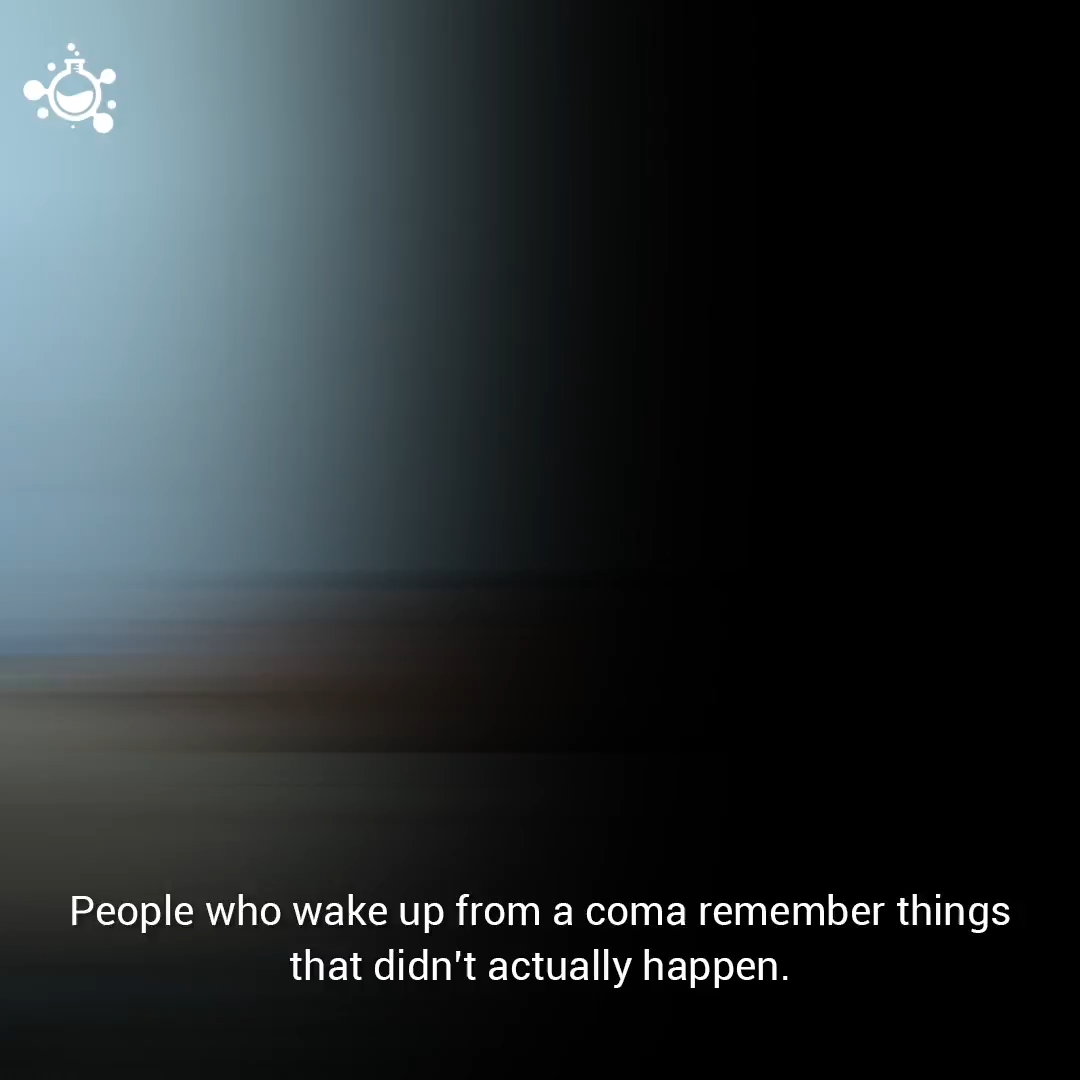 People who wake up from a coma remember things
that didn't actually happen.